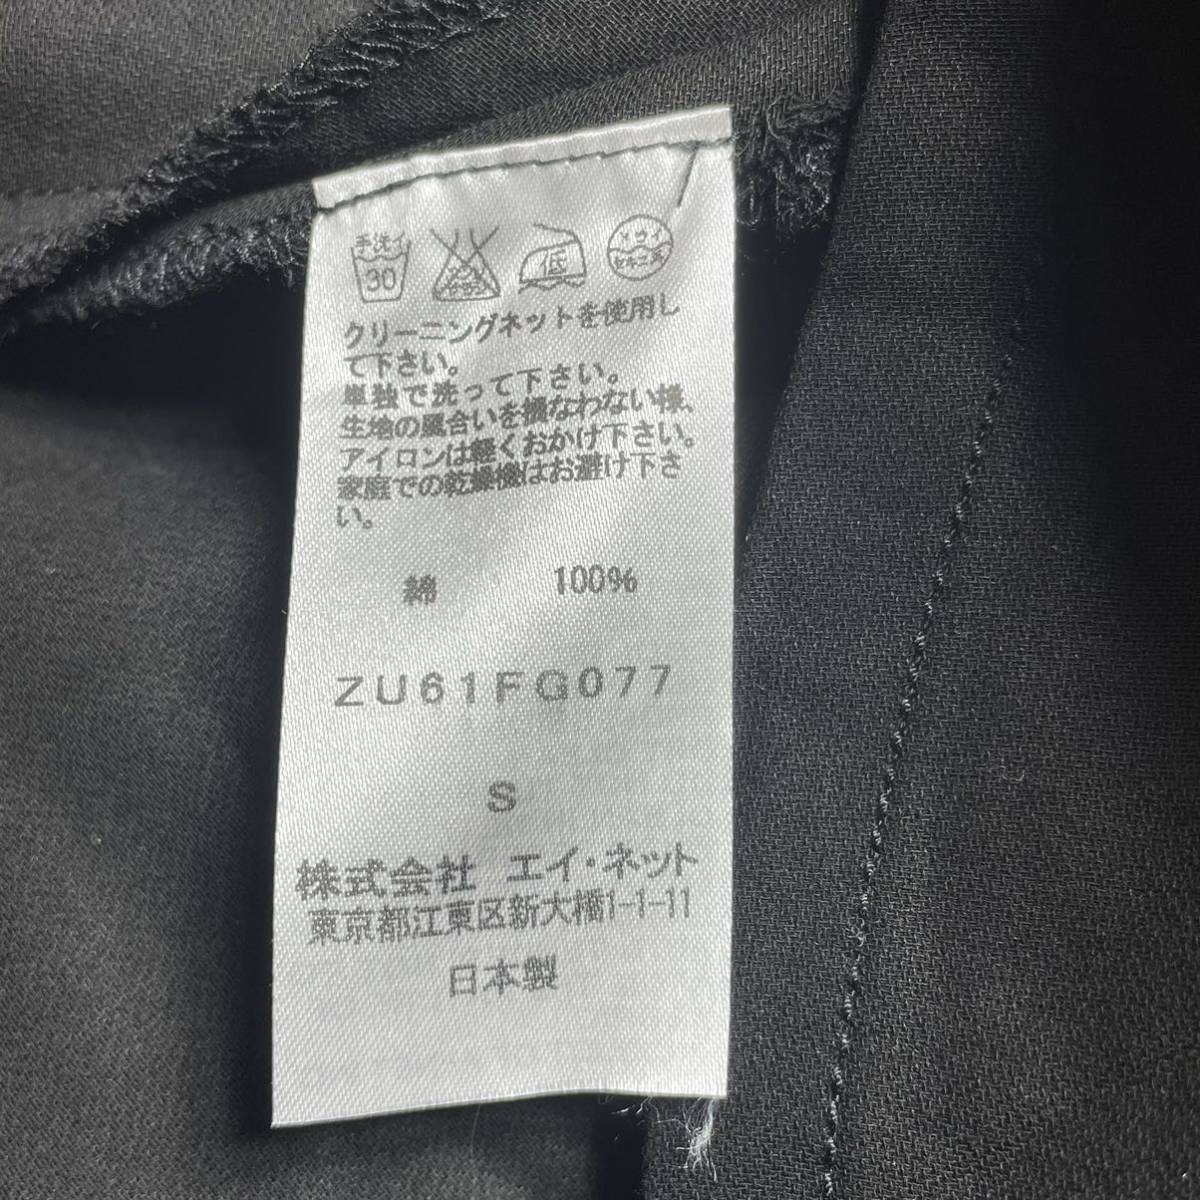 手洗イ
30
低
ドライ
セキユ系
クリーニングネットを使用し
て下さい。
単独で洗って下さい。
生地の風合いを損なわない様、
アイロンは軽くおかけ下さい。
家庭での乾燥機はお避け下さ
い。
綿 100%
ZU61FG077
S
株式会社 エイ・ネット
東京都江東区新大橋1-1-11
日本製